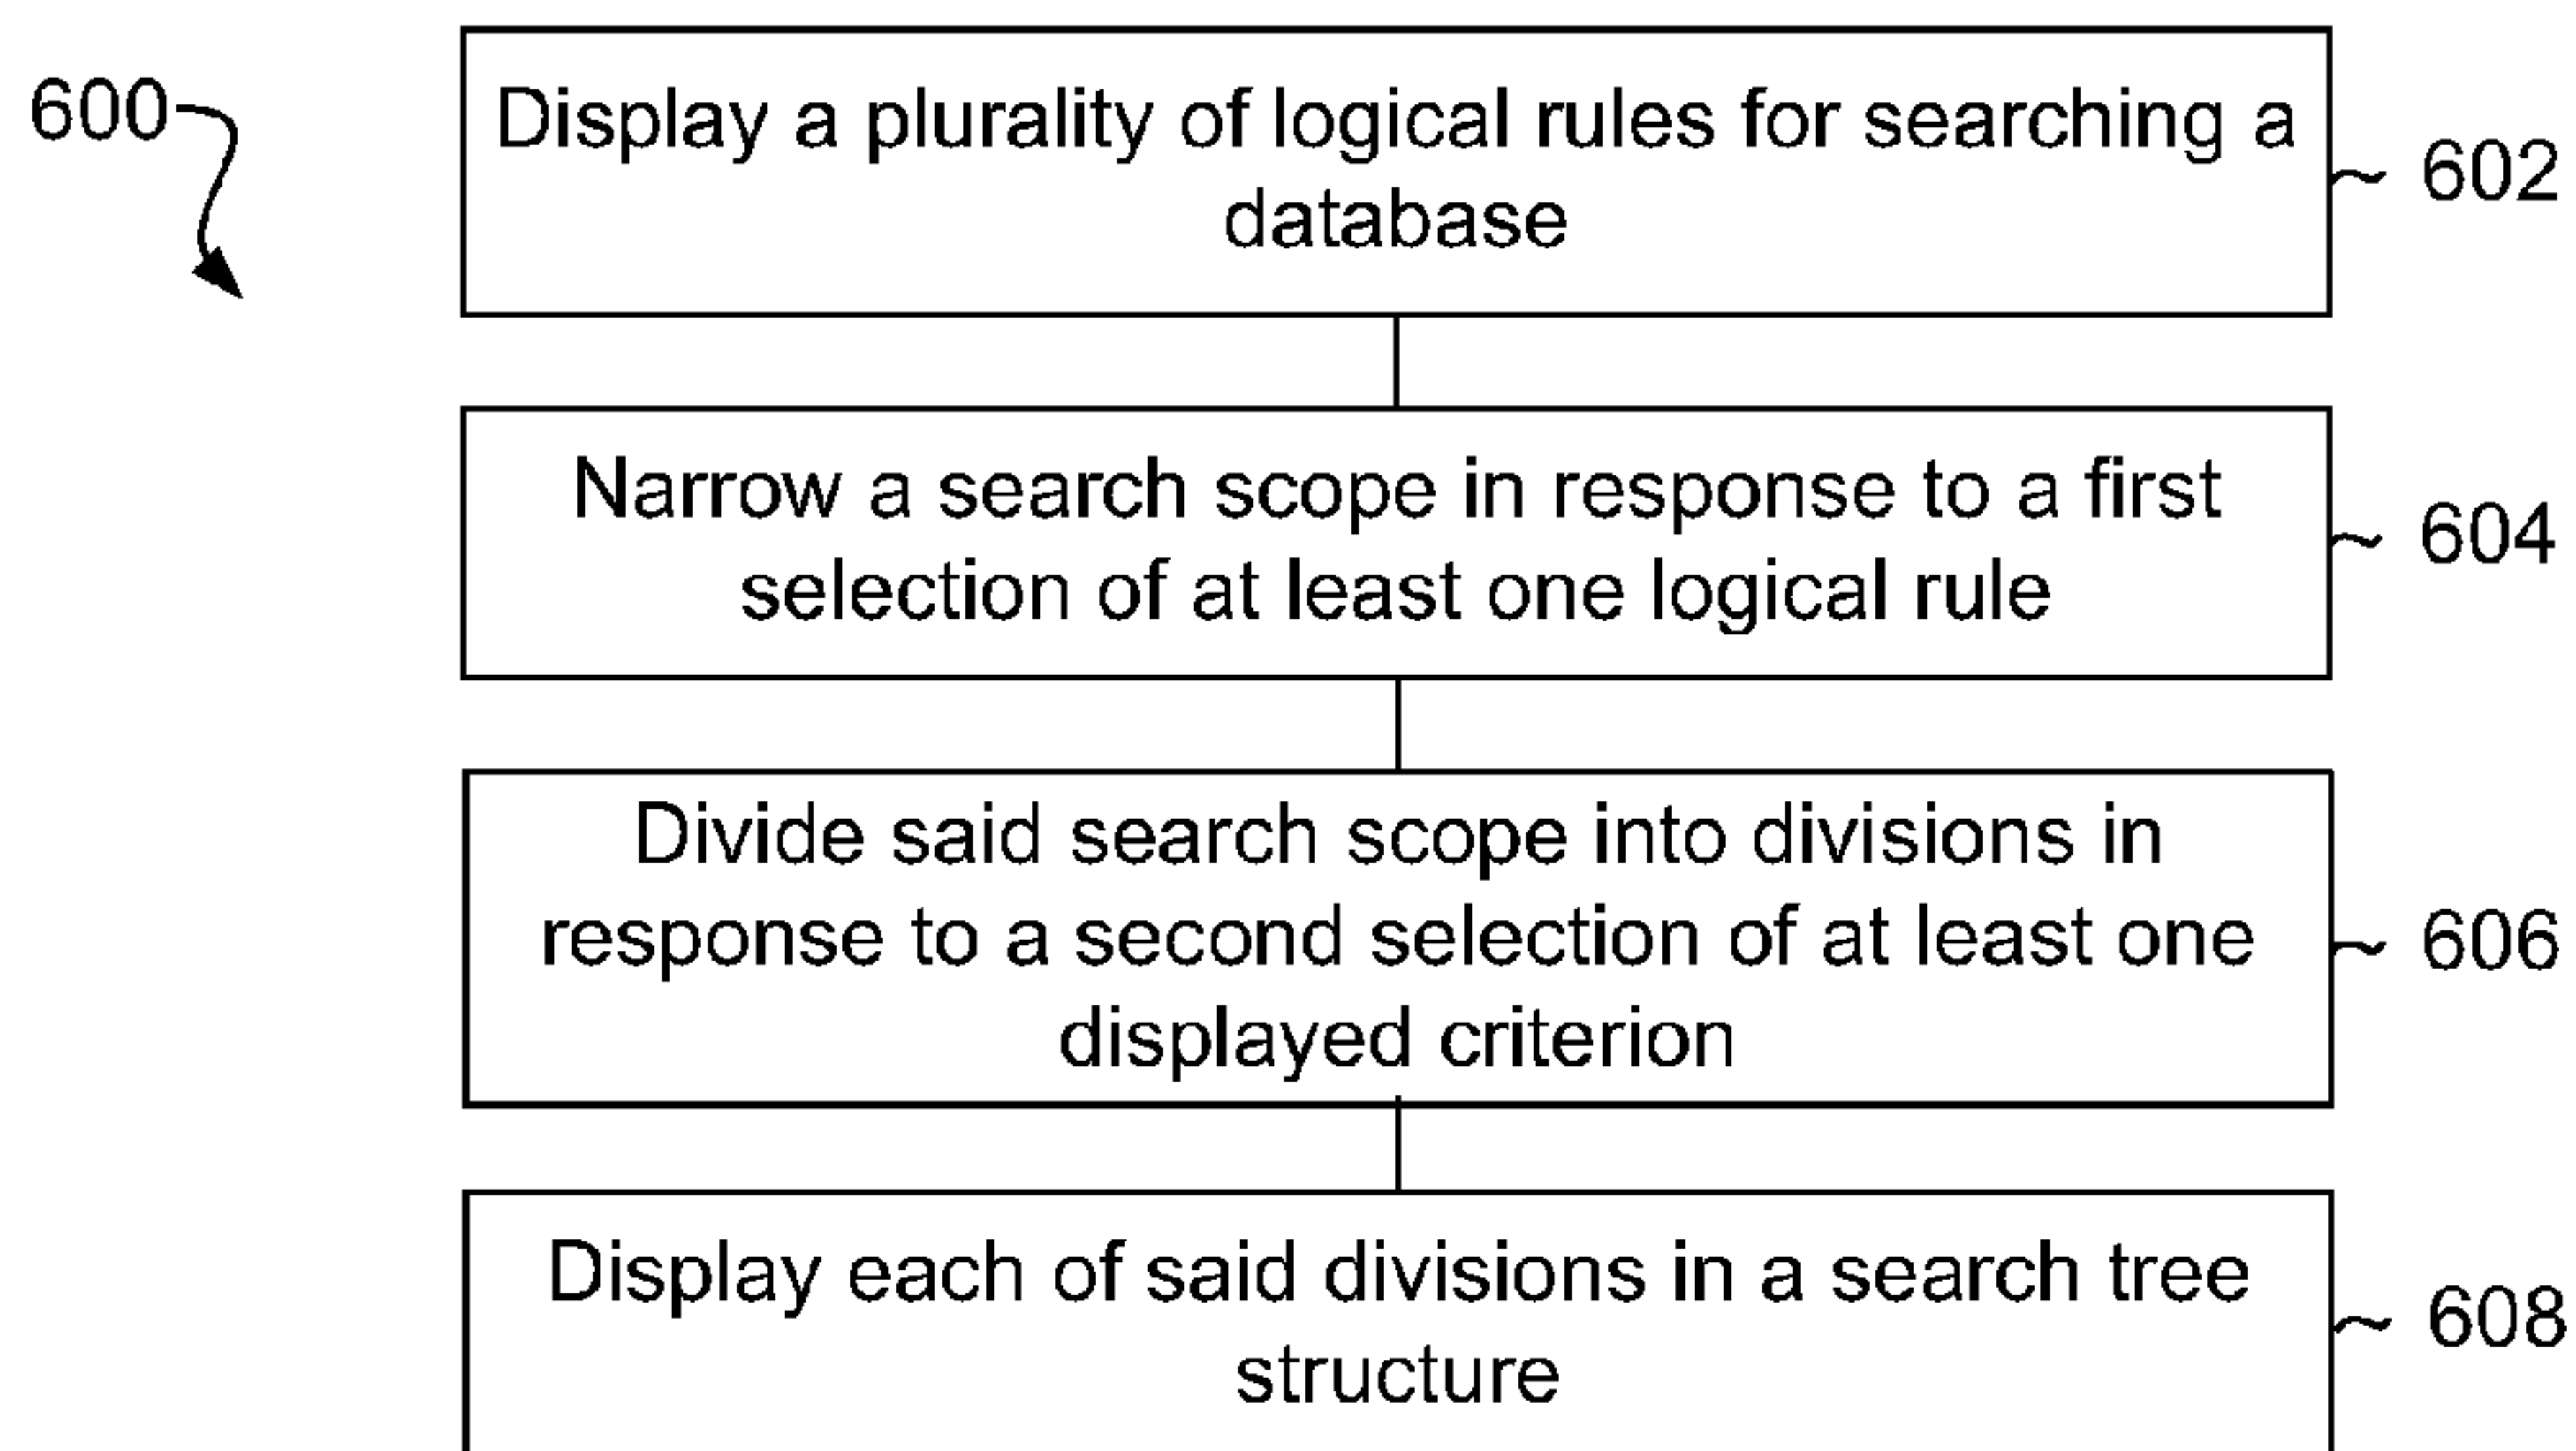 600
Display a plurality of logical rules for searching a
database
602
Narrow a search scope in response to a first
selection of at least one logical rule
604
Divide said search scope into divisions in
response to a second selection of at least one
displayed criterion
606
Display each of said divisions in a search tree
structure
608